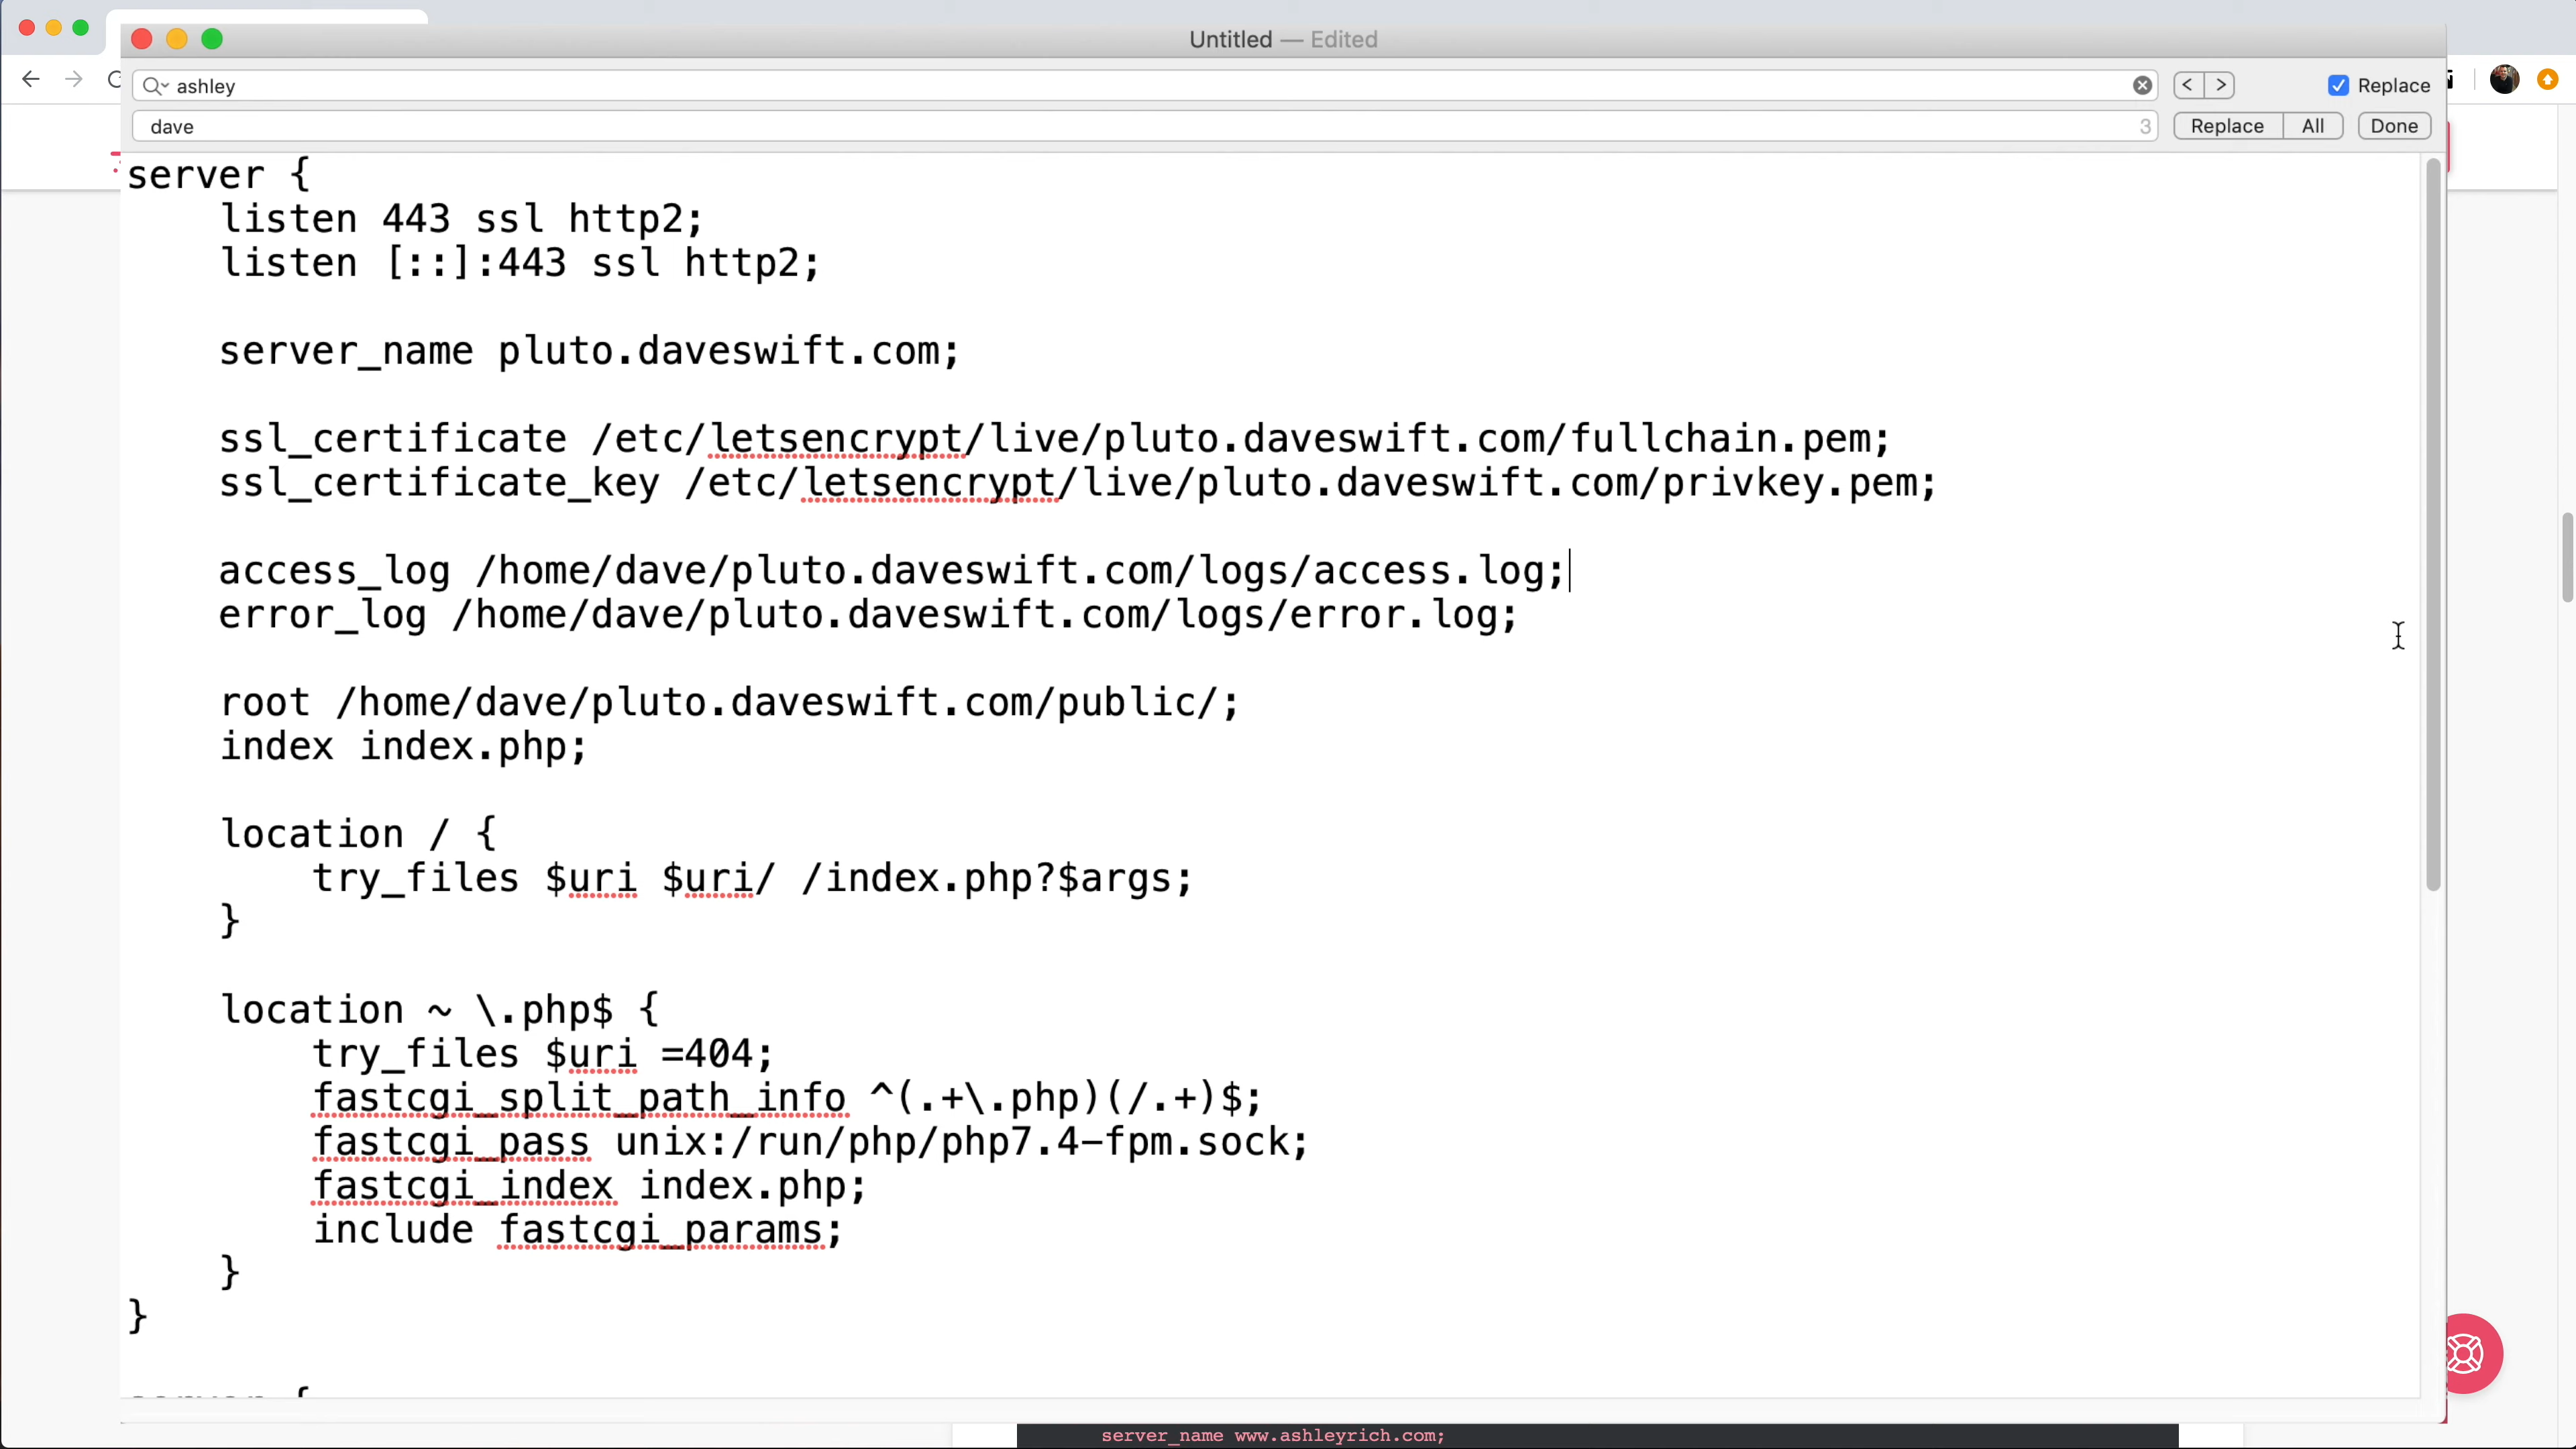 Untitled — Edited
ashley
Replace
dave
3
Replace
All
Done
server {
listen 443 ssl http2;
listen [::]:443 ssl http2;
server_name pluto.daveswift.com;
ssl_certificate /etc/letsencrypt/live/pluto.daveswift.com/fullchain.pem;
ssl_certificate_key /etc/letsencrypt/live/pluto.daveswift.com/privkey.pem;
access_log /home/dave/pluto.daveswift.com/logs/access.log;
error_log /home/dave/pluto.daveswift.com/logs/error.log;
root /home/dave/pluto.daveswift.com/public/;
index index.php;
location / {
try_files $uri $uri/ /index.php?$args;
}
location ~ \.php$ {
try_files $uri =404;
fastcgi_split_path_info ^(.+\.php)(/.+)$;
fastcgi_pass unix:/run/php/php7.4-fpm.sock;
fastcgi_index index.php;
include fastcgi_params;
}
}
server_name www.ashleyrich.com;